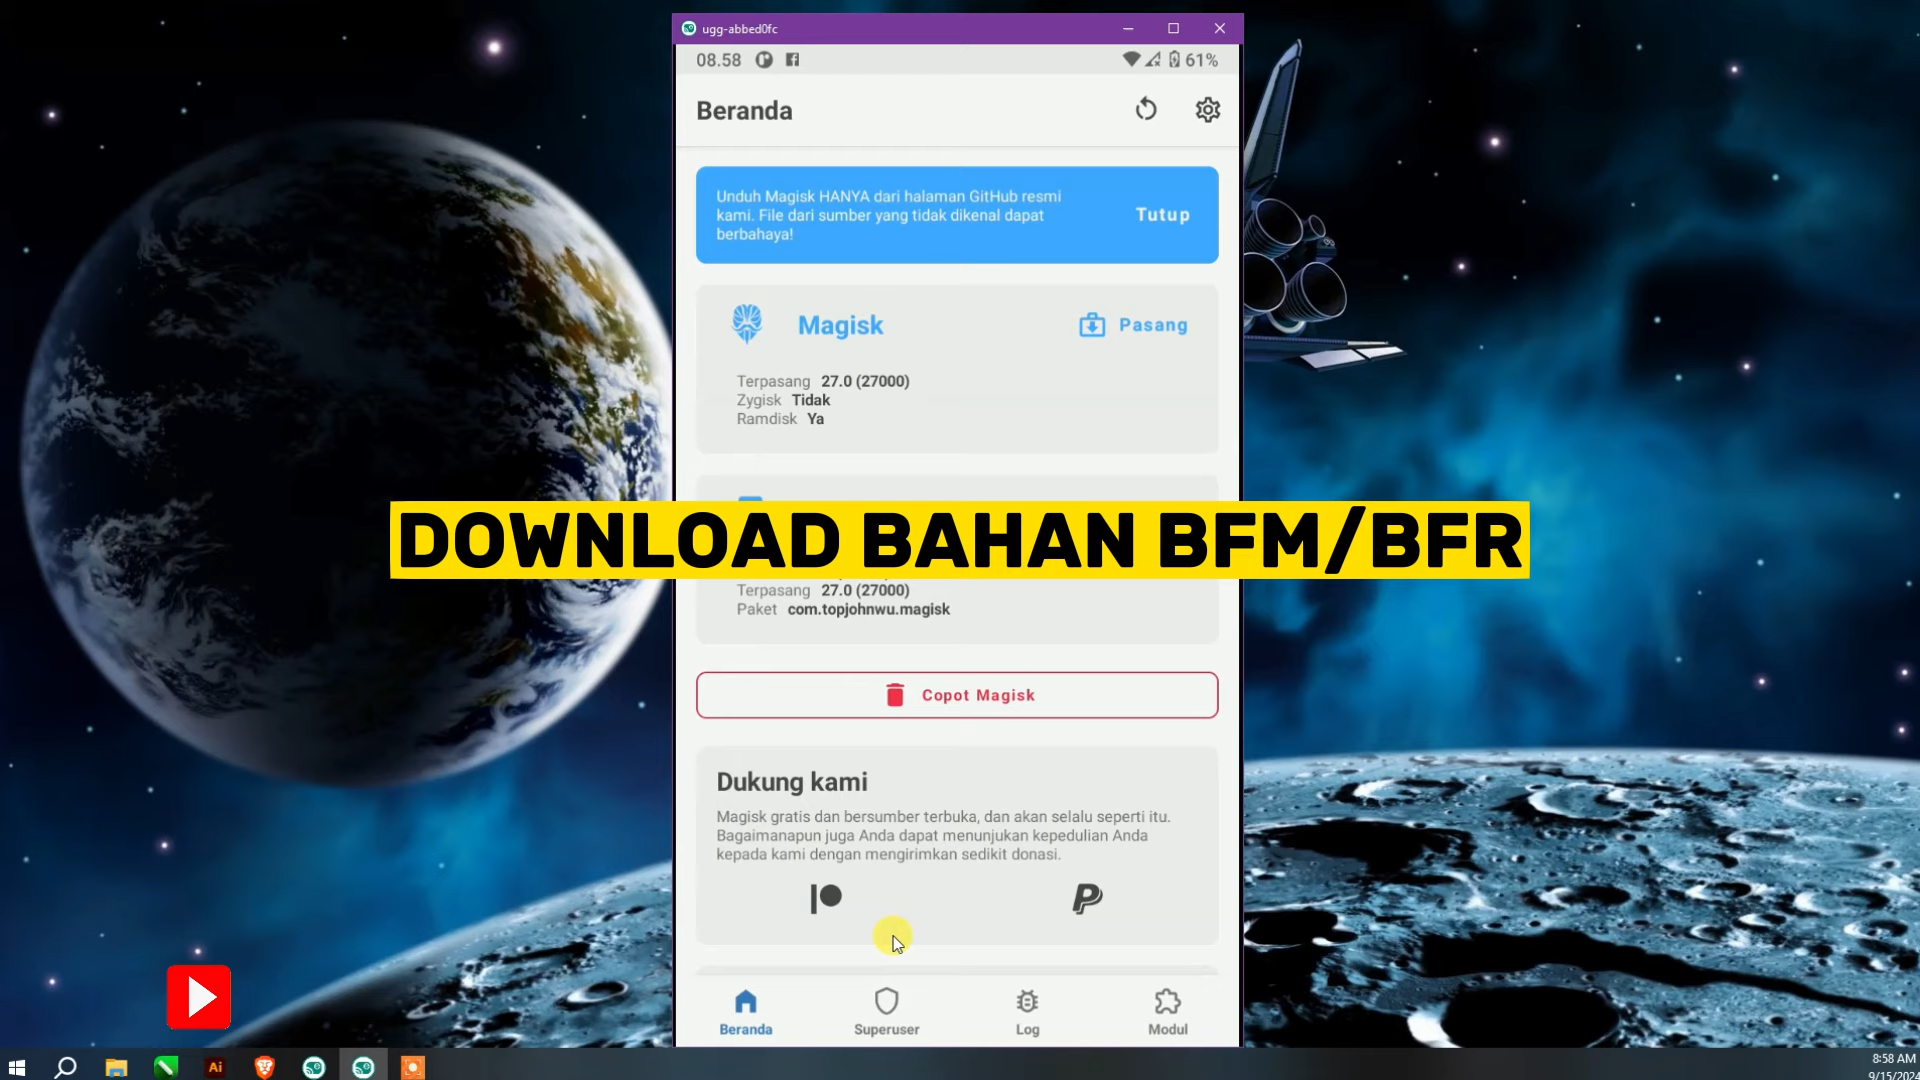 ugg-abbed0fc
08.58
61%
Beranda
Unduh Magisk HANYA dari halaman GitHub resmi
kami. File dari sumber yang tidak dikenal dapat
berbahaya!
Tutup
Magisk
Pasang
Terpasang 27.0 (27000)
Zygisk Tidak
Ramdisk Ya
DOWNLOAD BAHAN BFM/BFR
Terpasang 27.0 (27000)
Paket com.topjohnwu.magisk
Copot Magisk
Dukung kami
Magisk gratis dan bersumber terbuka, dan akan selalu seperti itu.
Bagaimanapun juga Anda dapat menunjukan kepedulian Anda
kepada kami dengan mengirimkan sedikit donasi.
Beranda
Superuser
Log
Modul
Ai
8:58 AM
9/15/2024